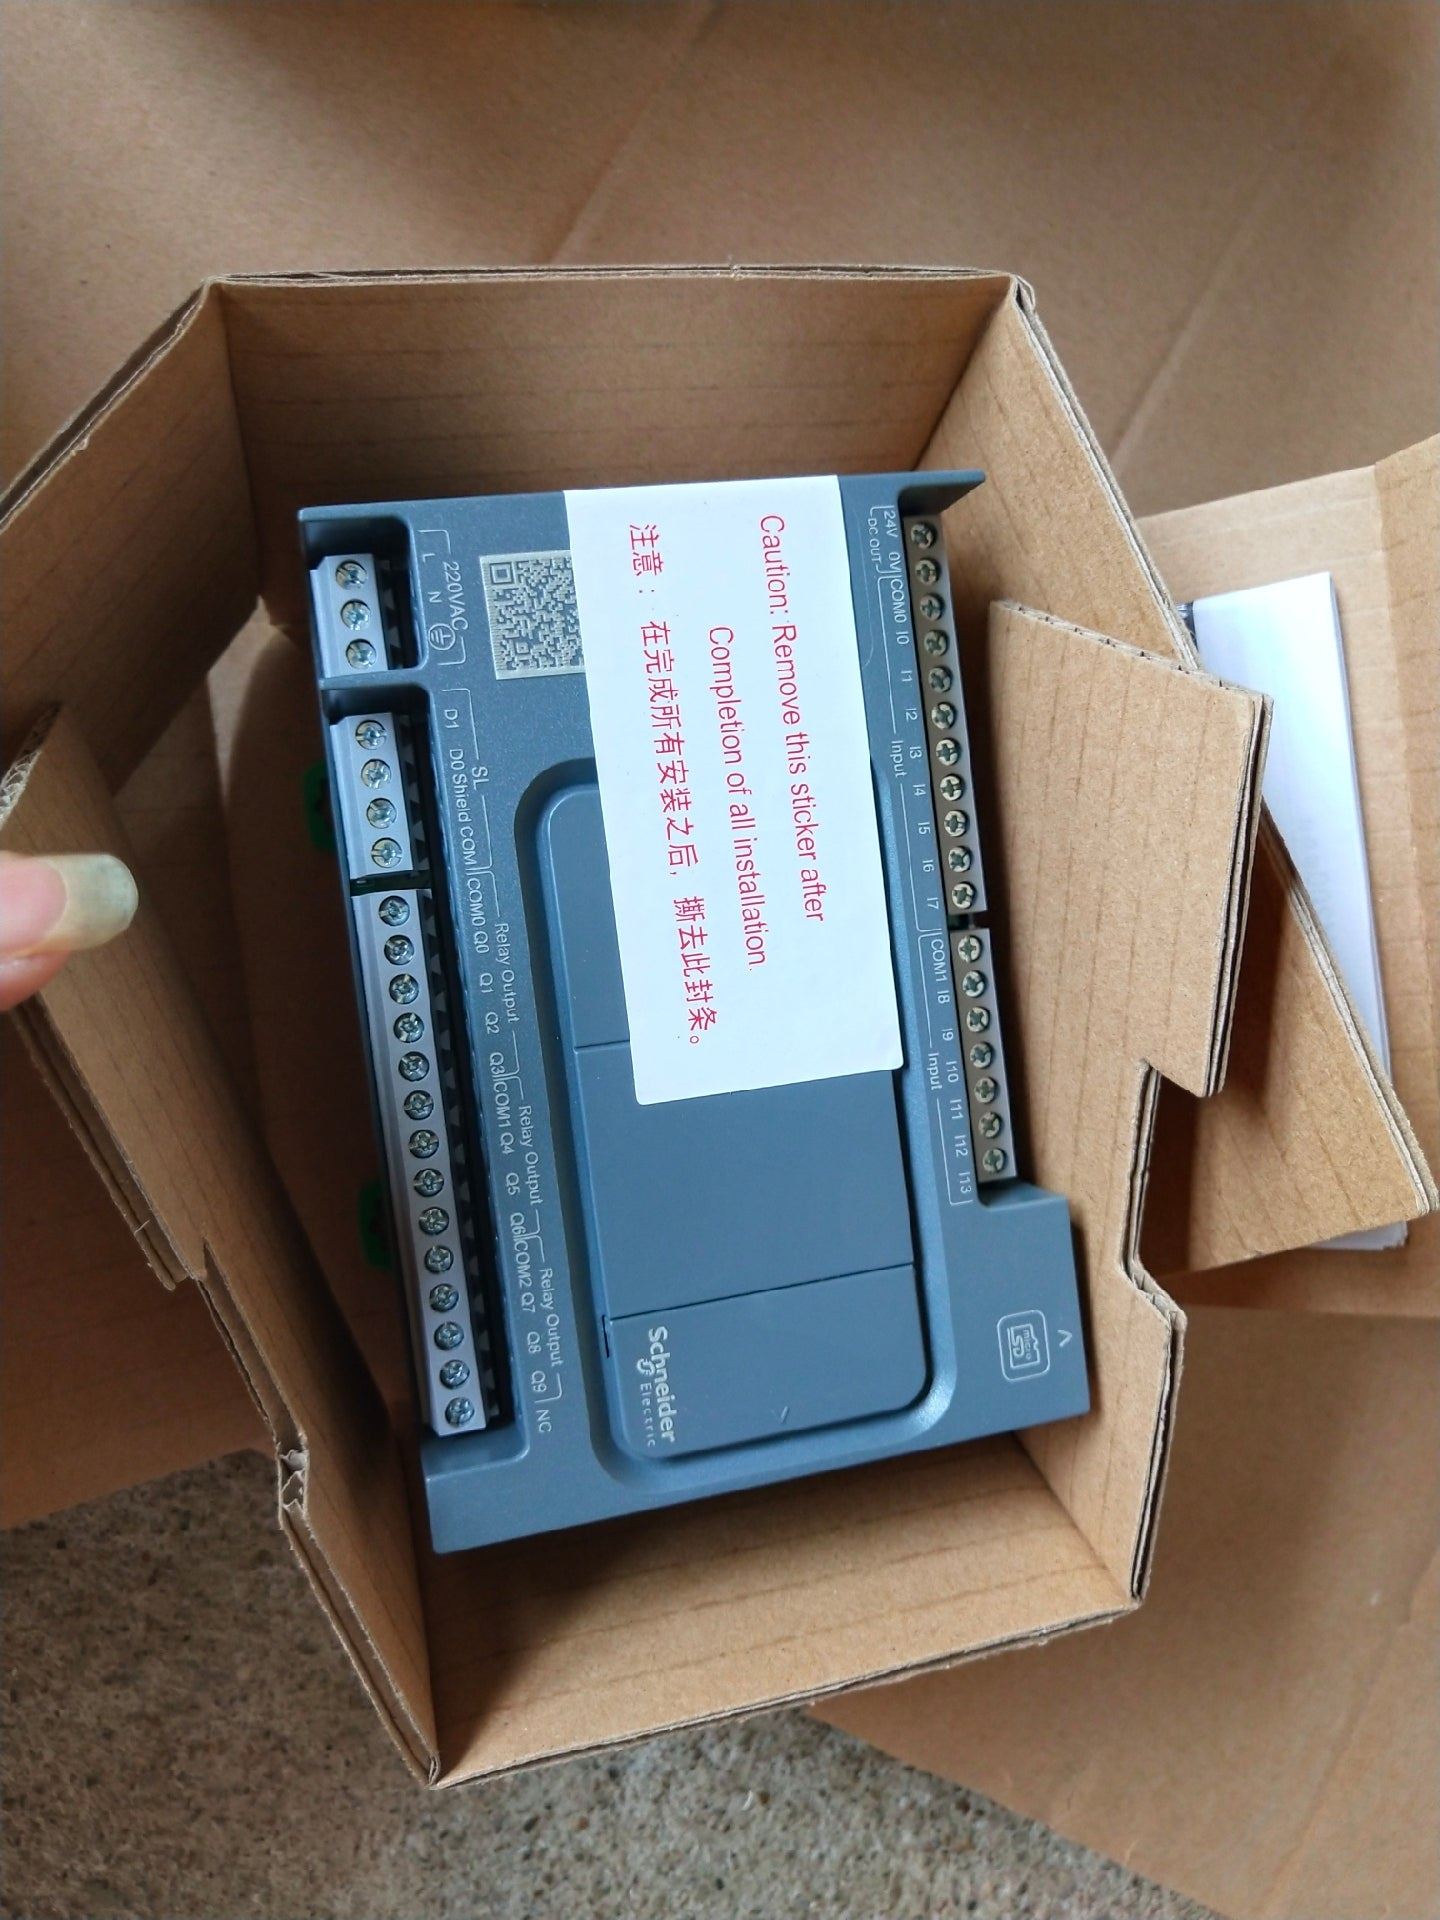 Caution: Remove this sticker after
Completion of all installation.
注意：在完成所有安装之后，撕去此封条。
24V 0V COM0 I0 I1 I2 I3 I4 I5 I6 I7 COM1 I8 I9 I10 I11 I12 I13
DC OUT Input Input
220VAC
L N
SL
D1 D0 Shield COM
Relay Output Relay Output Relay Output
COM0 Q0 Q1 Q2 Q3 COM1 Q4 Q5 Q6 COM2 Q7 Q8 Q9 NC
Schneider
Electric
micro
SD